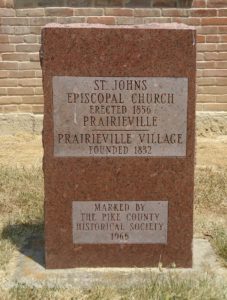 ST. JOHNS
EPISCOPAL CHURCH
ERECTED 1856
PRAIRIEVILLE
PRAIRIEVILLE VILLAGE
FOUNDED 1832
MARKED BY
THE PIKE COUNTY
HISTORICAL SOCIETY
1968